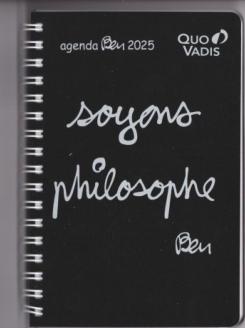 agenda Ben 2025
QUO VADIS
soyons
philosophe
Ben